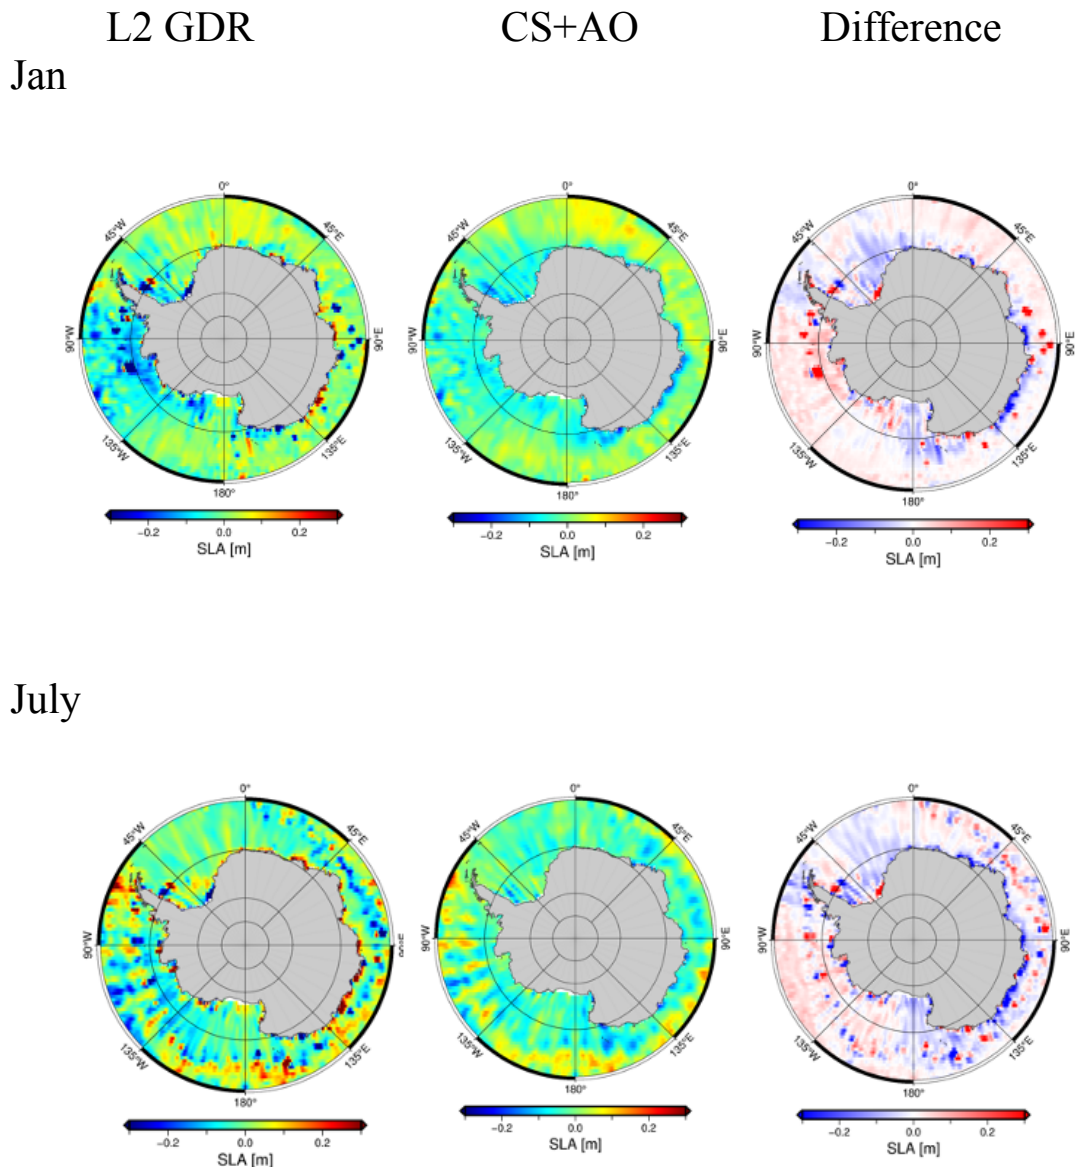 L2 GDR CS+AO Difference
Jan
0° 0° 0°
45°W 45°E 45°W 45°E 45°W 45°E
90°W 90°E 90°W 90°E 90°W 90°E
135°W 135°E 135°W 135°E 135°W 135°E
180° 180° 180°
−0.2 0.0 0.2 −0.2 0.0 0.2 −0.2 0.0 0.2
SLA [m] SLA [m] SLA [m]
July
0° 0° 0°
45°W 45°E 45°W 45°E 45°W 45°E
90°W 90°E 90°W 90°E 90°W 90°E
135°W 135°E 135°W 135°E 135°W 135°E
180° 180° 180°
−0.2 0.0 0.2 −0.2 0.0 0.2 −0.2 0.0 0.2
SLA [m] SLA [m] SLA [m]